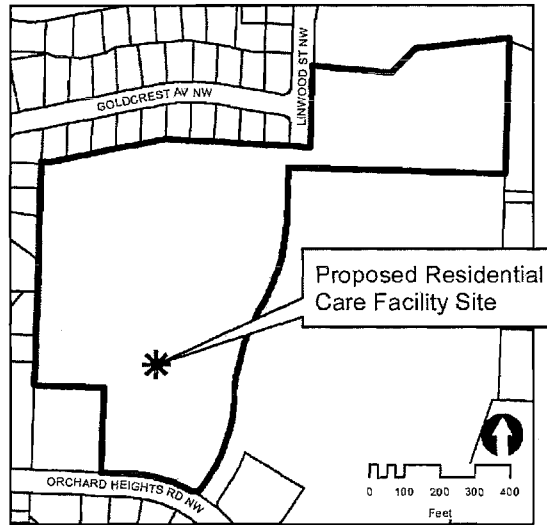 GOLDCREST AV NW
LINWOOD ST NW
Proposed Residential
Care Facility Site
ORCHARD HEIGHTS RD NW
0 100 200 300 400
Feet